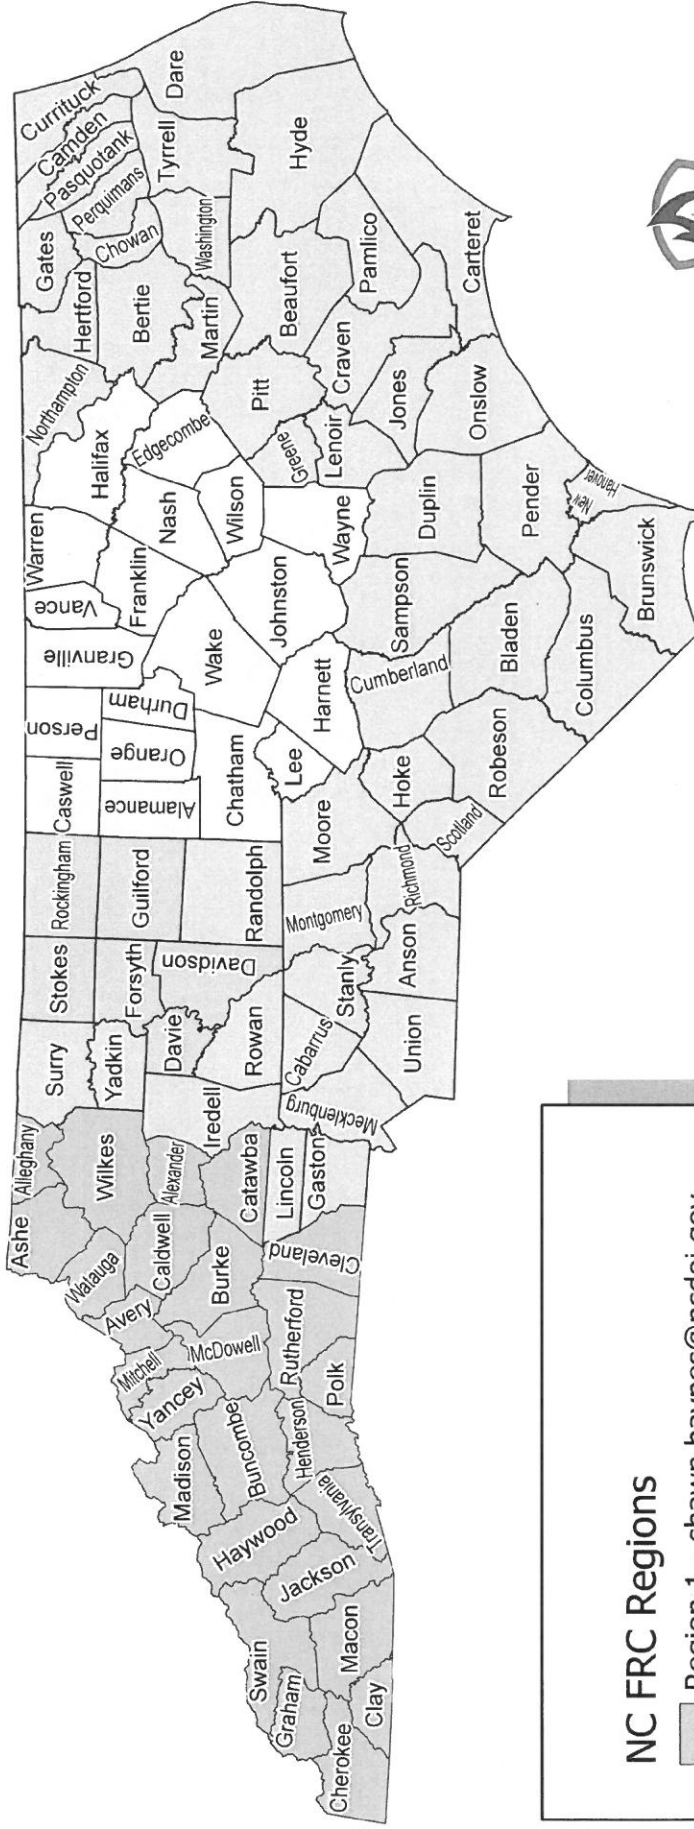 Currituck
Camden
Pasquotank
Perquimans
Gates
Chowan
Hertford
Bertie
Northampton
Halifax
Warren
Vance
Granville
Person
Caswell
Rockingham
Stokes
Surry
Alleghany
Ashe
Dare
Tyrrell
Washington
Martin
Edgecombe
Nash
Franklin
Durham
Orange
Alamance
Guilford
Forsyth
Yadkin
Wilkes
Watauga
Hyde
Beaufort
Pitt
Greene
Wilson
Wake
Chatham
Randolph
Davidson
Davie
Iredell
Alexander
Caldwell
Avery
Mitchell
Yancey
Madison
Pamlico
Craven
Lenoir
Wayne
Johnston
Harnett
Lee
Moore
Montgomery
Rowan
Catawba
Burke
McDowell
Buncombe
Haywood
Swain
Graham
Cherokee
Carteret
Jones
Onslow
Duplin
Sampson
Cumberland
Hoke
Scotland
Richmond
Stanly
Cabarrus
Mecklenburg
Lincoln
Gaston
Cleveland
Rutherford
Polk
Henderson
Transylvania
Jackson
Macon
Clay
Pender
New
Hanover
Brunswick
Columbus
Bladen
Robeson
Anson
Union
NC FRC Regions
Region 1 - shawn.haynes@ncdoi.gov